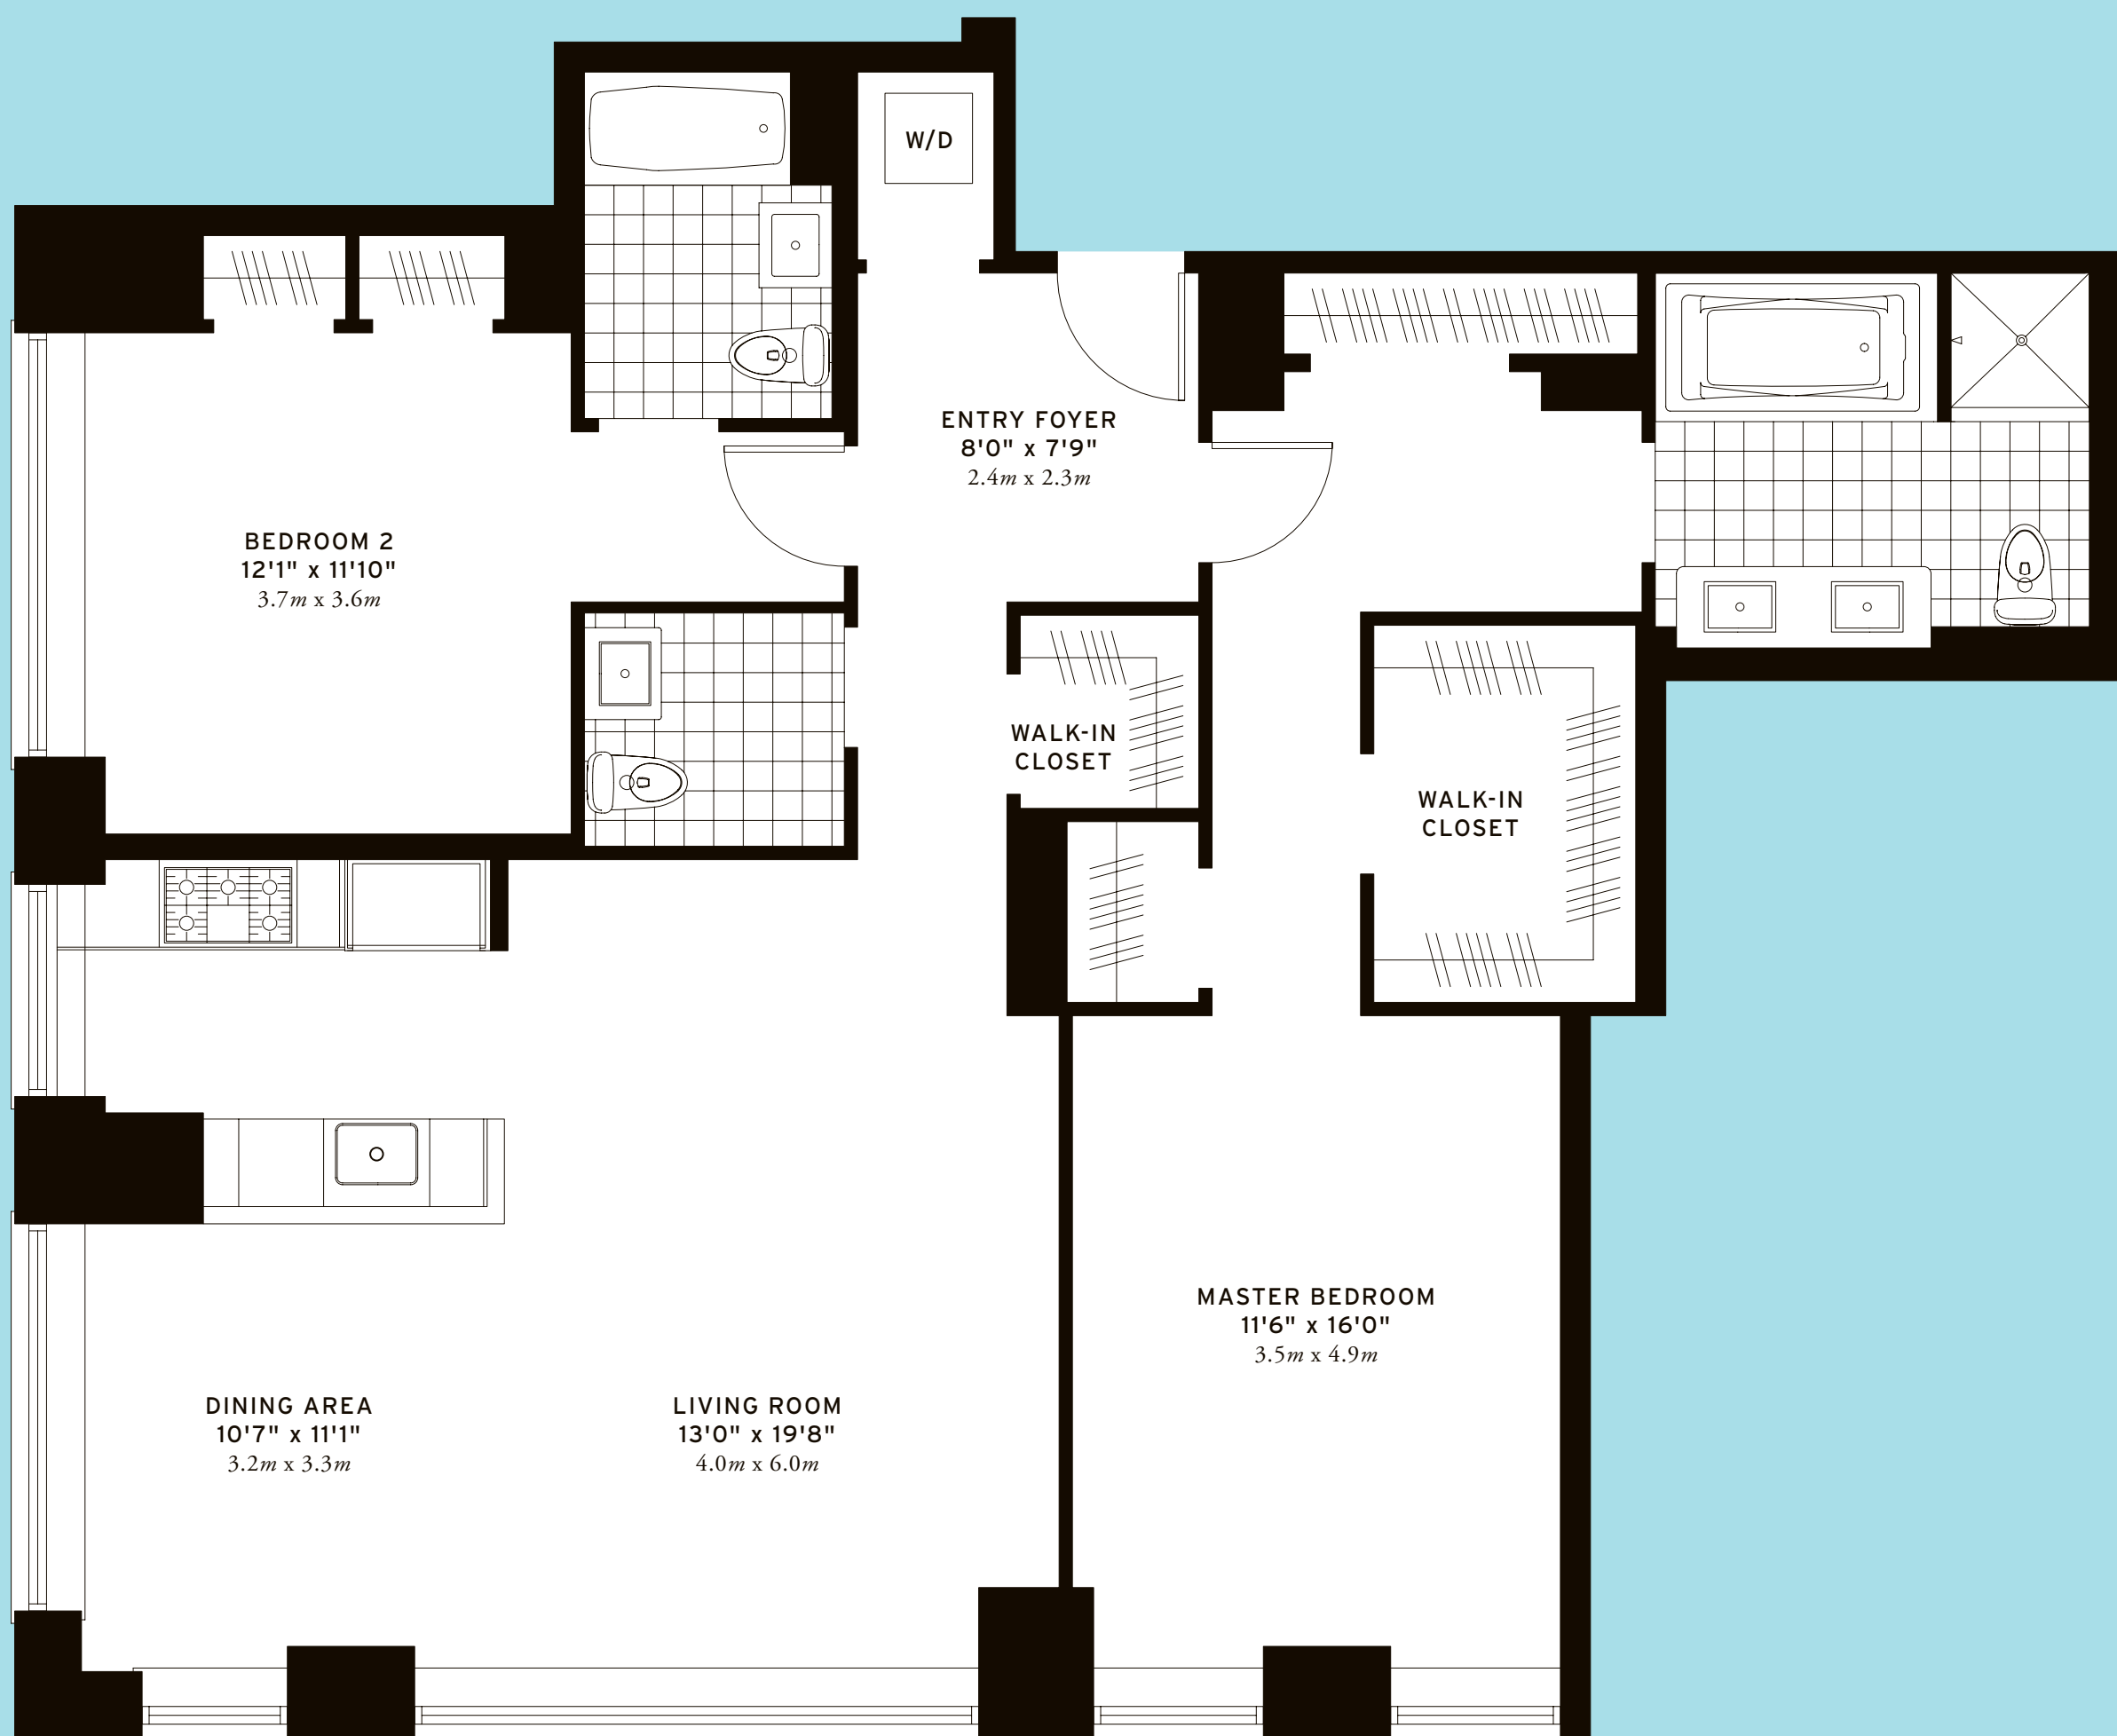 W/D
ENTRY FOYER
8'0" x 7'9"
2.4m x 2.3m
BEDROOM 2
12'1" x 11'10"
3.7m x 3.6m
WALK-IN
CLOSET
WALK-IN
CLOSET
MASTER BEDROOM
11'6" x 16'0"
3.5m x 4.9m
DINING AREA
10'7" x 11'1"
3.2m x 3.3m
LIVING ROOM
13'0" x 19'8"
4.0m x 6.0m